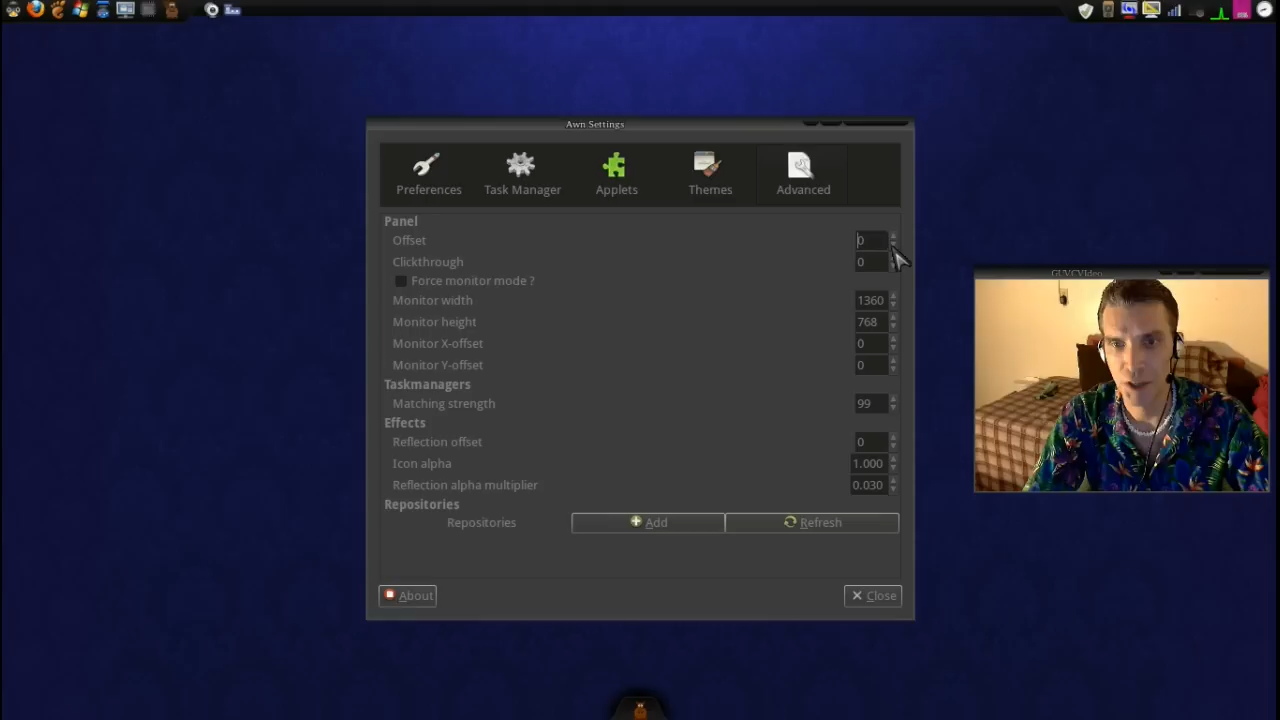 Awn Settings
Preferences
Task Manager
Applets
Themes
Advanced
Panel
Offset 0
Clickthrough 0
Force monitor mode ?
Monitor width 1360
Monitor height 768
Monitor X-offset 0
Monitor Y-offset 0
Taskmanagers
Matching strength 99
Effects
Reflection offset 0
Icon alpha 1.000
Reflection alpha multiplier 0.030
Repositories
Repositories Add Refresh
About Close
GUVCVIdeo